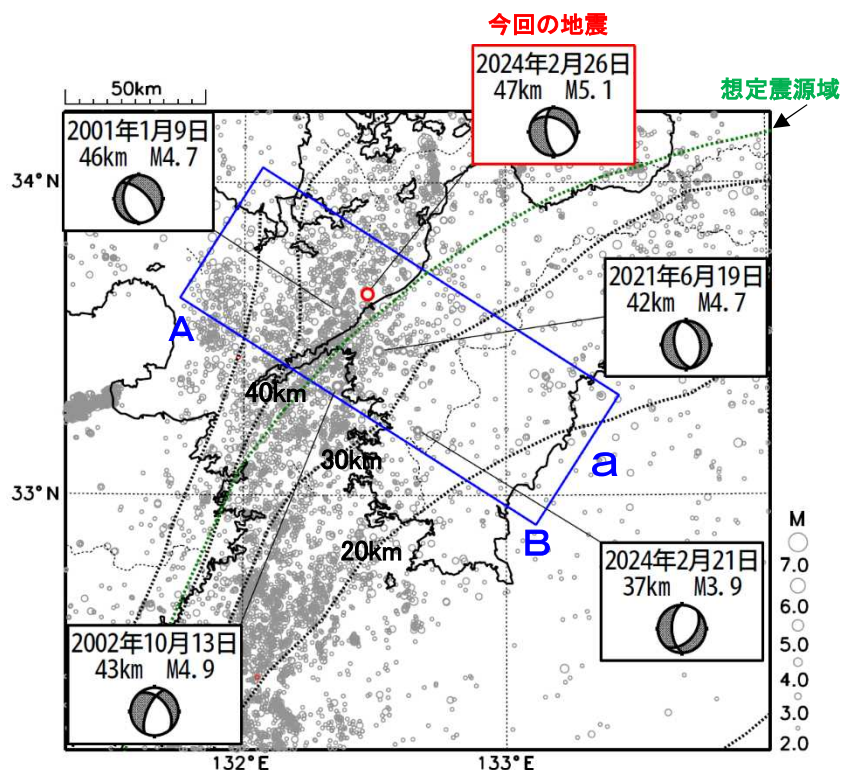 今回の地震
2024年2月26日
47km M5.1
想定震源域
50km
2001年1月9日
46km M4.7
34°N
2021年6月19日
42km M4.7
A
40km
30km
a
33°N
20km
B
M
7.0
6.0
5.0
4.0
3.0
2.0
2024年2月21日
37km M3.9
2002年10月13日
43km M4.9
132°E
133°E